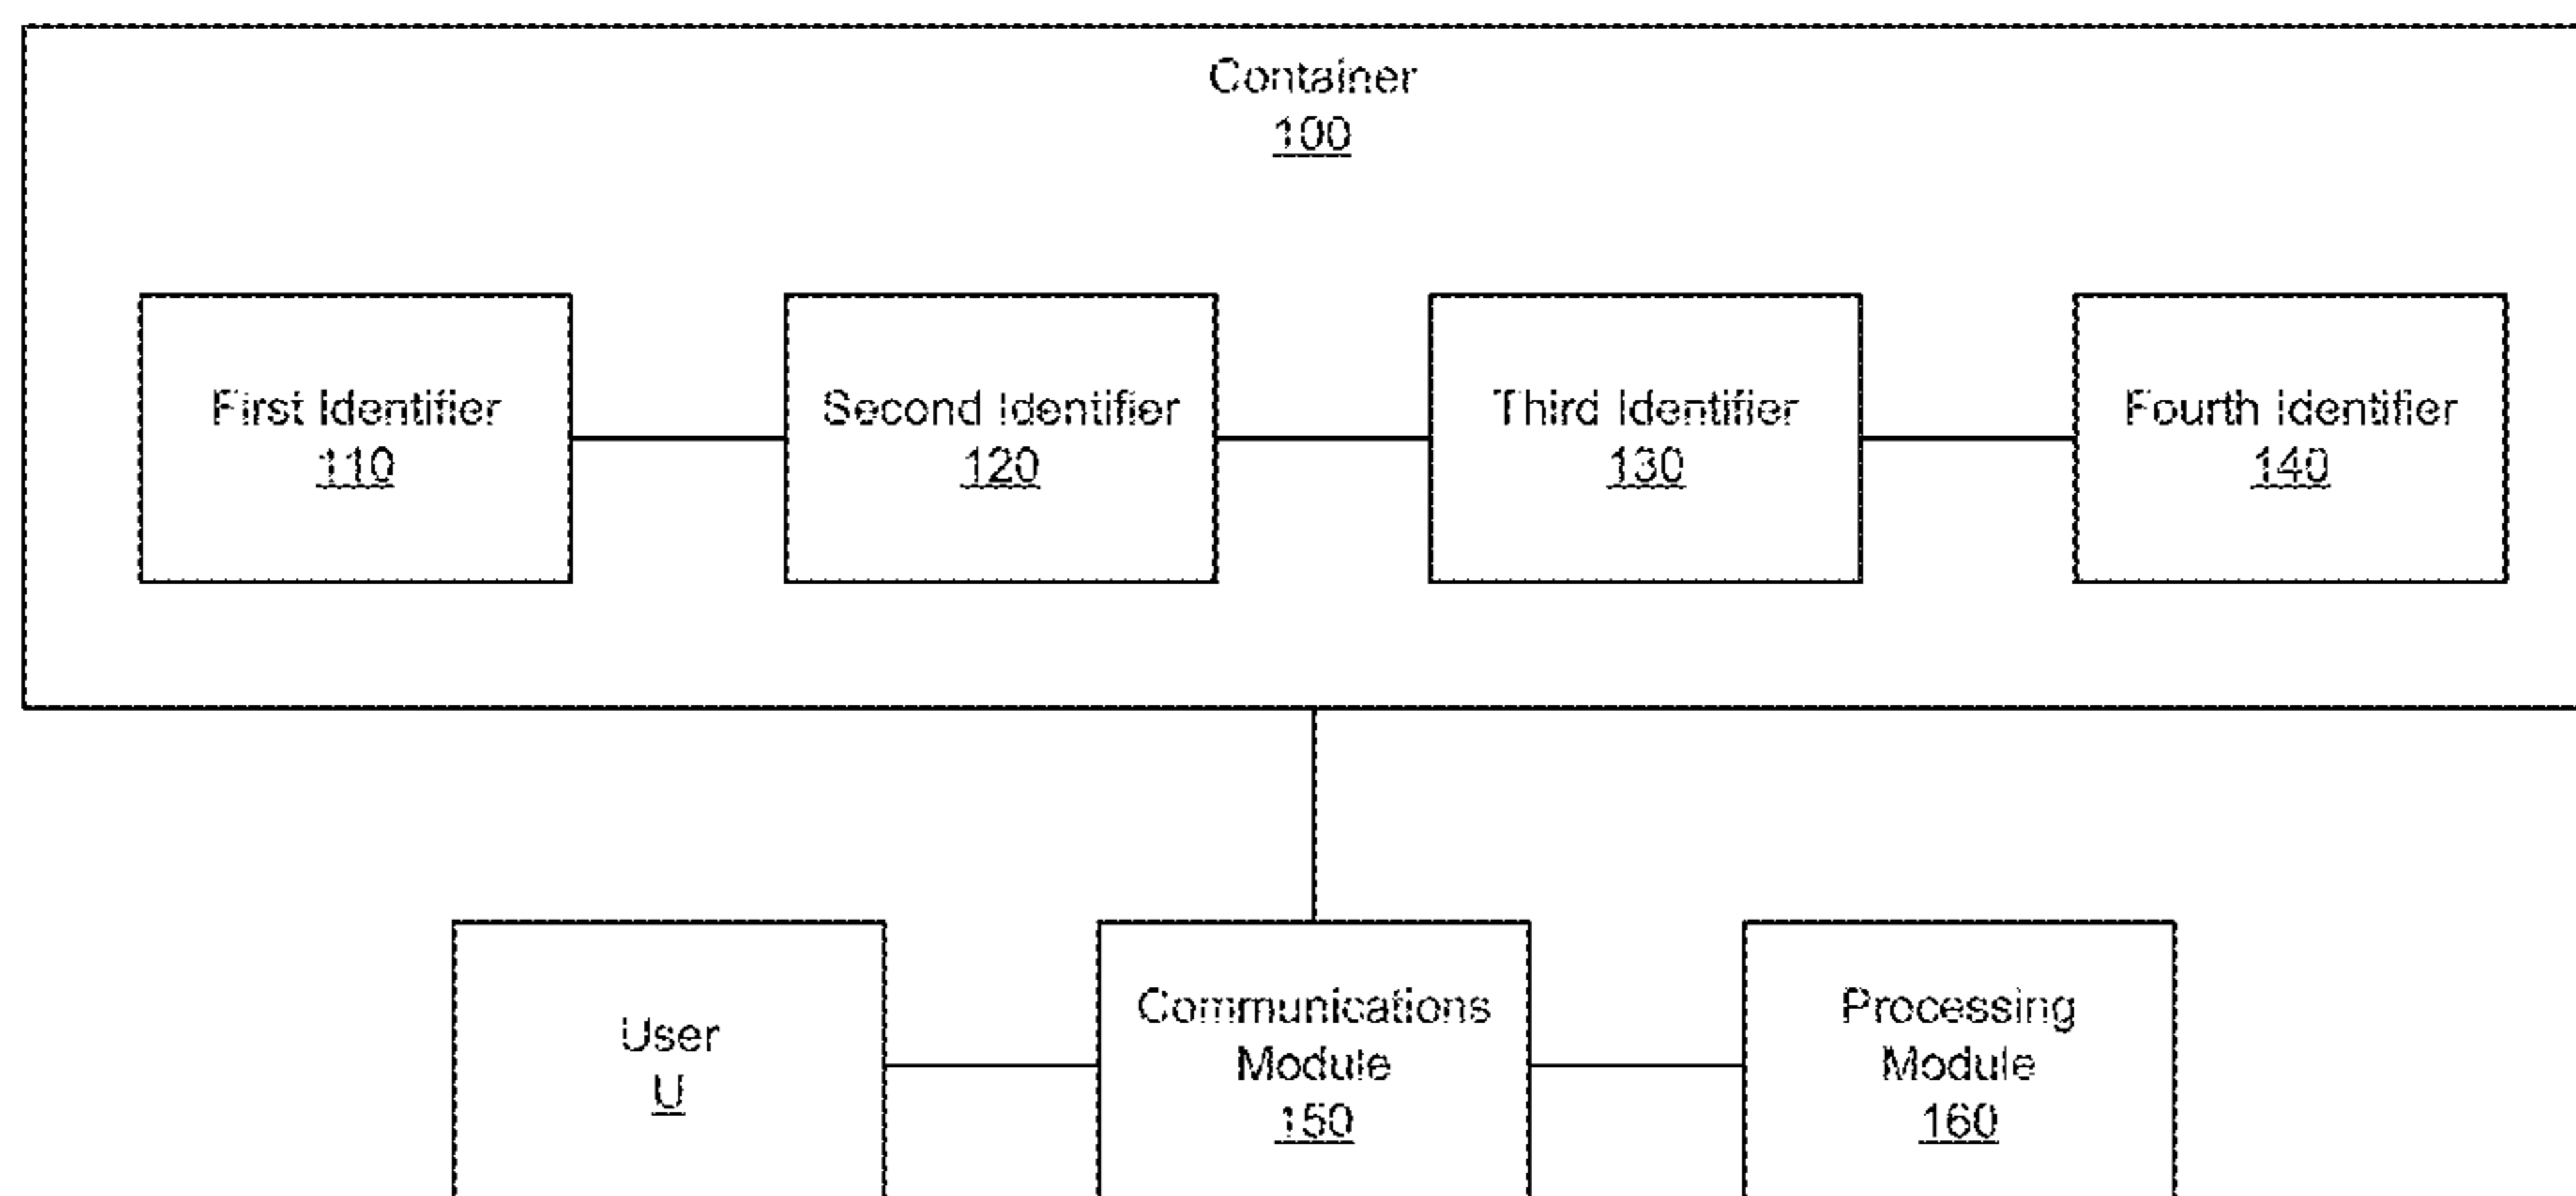 Container
100
First Identifier
110
Second Identifier
120
Third Identifier
130
Fourth Identifier
140
User
U
Communications
Module
150
Processing
Module
160